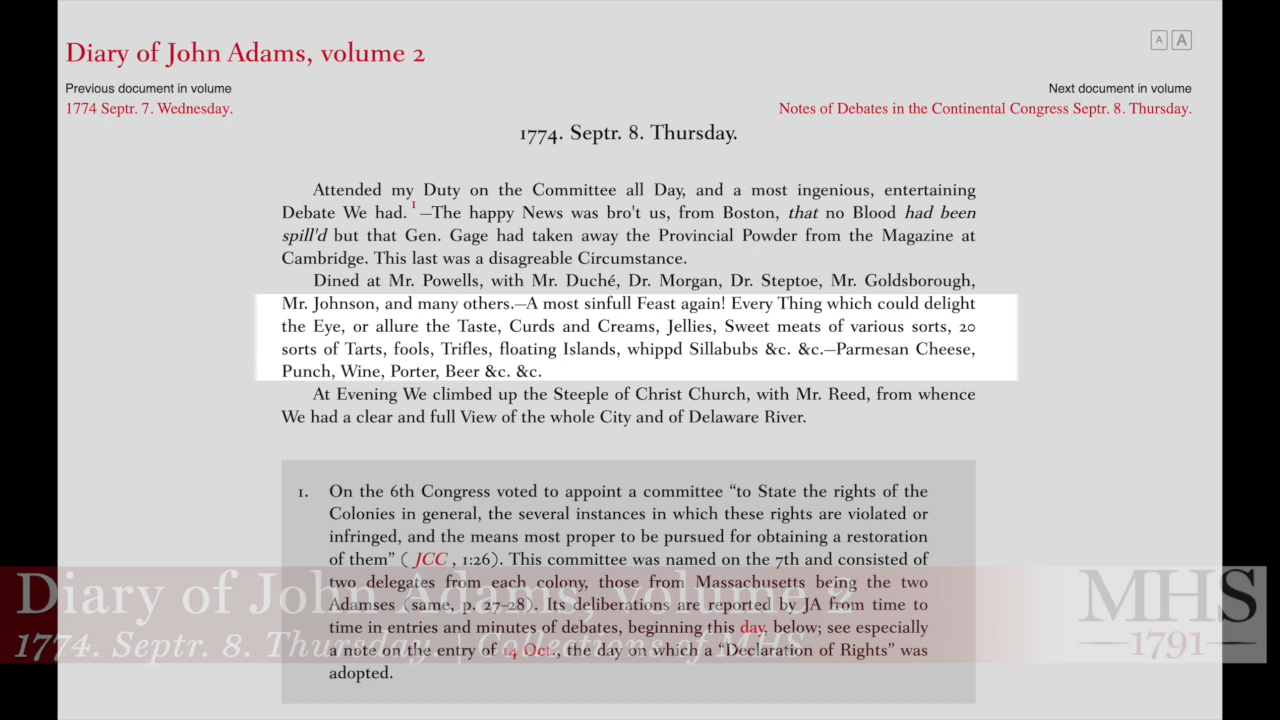 Diary of John Adams, volume 2
A A
Previous document in volume
Next document in volume
1774 Septr. 7. Wednesday.
Notes of Debates in the Continental Congress Septr. 8. Thursday.
1774. Septr. 8. Thursday.
Attended my Duty on the Committee all Day, and a most ingenious, entertaining
Debate We had. 1 —The happy News was bro't us, from Boston, that no Blood had been
spill'd but that Gen. Gage had taken away the Provincial Powder from the Magazine at
Cambridge. This last was a disagreable Circumstance.
Dined at Mr. Powells, with Mr. Duché, Dr. Morgan, Dr. Steptoe, Mr. Goldsborough,
Mr. Johnson, and many others.—A most sinfull Feast again! Every Thing which could delight
the Eye, or allure the Taste, Curds and Creams, Jellies, Sweet meats of various sorts, 20
sorts of Tarts, fools, Trifles, floating Islands, whippd Sillabubs &c. &c.—Parmesan Cheese,
Punch, Wine, Porter, Beer &c. &c.
At Evening We climbed up the Steeple of Christ Church, with Mr. Reed, from whence
We had a clear and full View of the whole City and of Delaware River.
1. On the 6th Congress voted to appoint a committee “to State the rights of the
Colonies in general, the several instances in which these rights are violated or
infringed, and the means most proper to be pursued for obtaining a restoration
of them” ( JCC , 1:26). This committee was named on the 7th and consisted of
two delegates from each colony, those from Massachusetts being the two
Adamses (same, p. 27–28). Its deliberations are reported by JA from time to
time in entries and minutes of debates, beginning this day, below; see especially
a note on the entry of 14 Oct., the day on which a “Declaration of Rights” was
adopted.
Diary of John Adams, volume 2,
1774. Septr. 8. Thursday. | Collections of MHS
MHS
1791